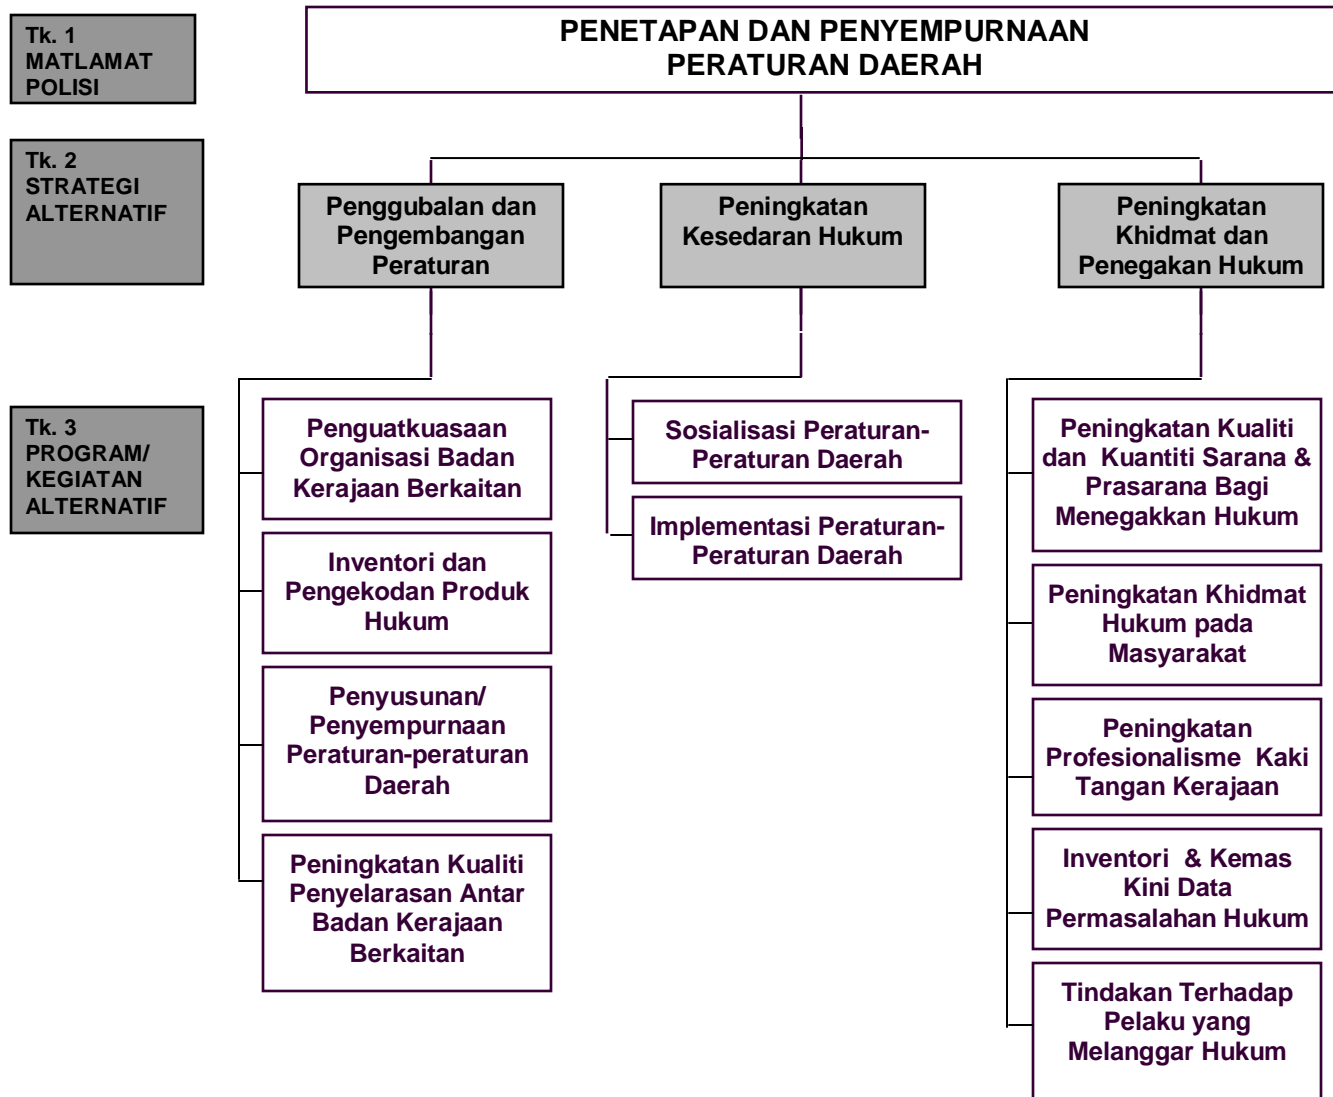 Tk. 1
MATLAMAT
POLISI
PENETAPAN DAN PENYEMPURNAAN
PERATURAN DAERAH
Tk. 2
STRATEGI
ALTERNATIF
Penggubalan dan
Pengembangan
Peraturan
Peningkatan
Kesedaran Hukum
Peningkatan
Khidmat dan
Penegakan Hukum
Tk. 3
PROGRAM/
KEGIATAN
ALTERNATIF
Penguatkuasaan
Organisasi Badan
Kerajaan Berkaitan
Inventori dan
Pengekodan Produk
Hukum
Penyusunan/
Penyempurnaan
Peraturan-peraturan
Daerah
Peningkatan Kualiti
Penyelarasan Antar
Badan Kerajaan
Berkaitan
Sosialisasi Peraturan-
Peraturan Daerah
Implementasi Peraturan-
Peraturan Daerah
Peningkatan Kualiti
dan Kuantiti Sarana &
Prasarana Bagi
Menegakkan Hukum
Peningkatan Khidmat
Hukum pada
Masyarakat
Peningkatan
Profesionalisme Kaki
Tangan Kerajaan
Inventori & Kemas
Kini Data
Permasalahan Hukum
Tindakan Terhadap
Pelaku yang
Melanggar Hukum